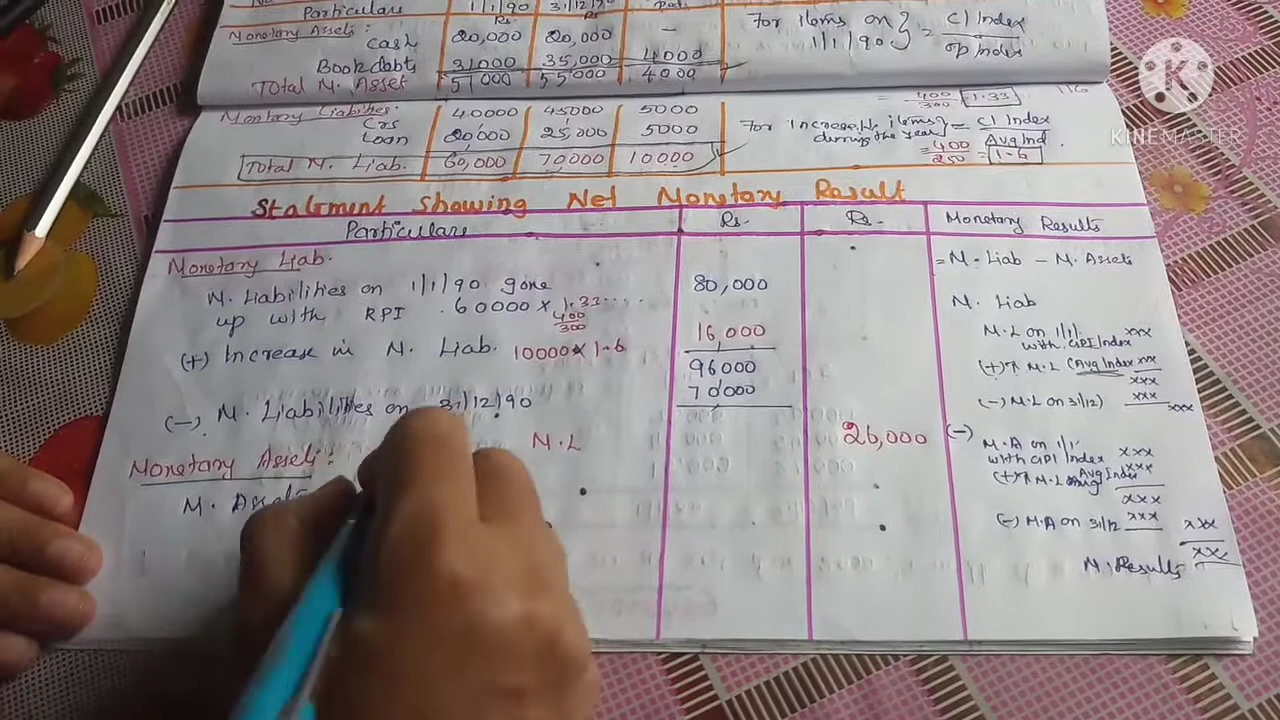 Particulars 1/1/90 31/12/90
Rs. Rs
Monetary Assets:
Cash 20,000 20,000 -
Book debts 31000 35,000 4000
Total M. Asset 51000 55000 4000
For items on 1/1/90 } = Cl Index / Op Index
= 400/300 = 1.33
Monetary Liabilities.
Crs 40000 45000 5000
Loan 20,000 25,000 5000
Total M. Liab. 60,000 70000 10000
For Increase in items during the year } = Cl Index / Avg Ind
= 400/250 = 1.6
KINEMASTER
Statment Showing Net Monetary Result
Particulars Rs. Rs. Monetary Results
Monetary Liab.
M. Liabilities on 1/1/90 gone 80,000
up with RPI . 60000 × 1.33....
400/300
(+) Increase in M. Liab. 10000 × 1.6 16,000
96000
(-) M. Liabilities on 31/12/90 70000
M.L 26,000
Monetary Assets:
M. Assets
= M. Liab - M. Assets
M. Liab
M.L on 1/1 xxx
with GPI Index
(+)↑ M.L (Avg Index xxx
xxx
(-) M.L on 31/12) xxx xxx
(-) M.A on 1/1 xxx
with GPI Index
(+)↑ M.L Avg Index xxx
xxx
(-) M.A on 31/12 xxx xxx
M. Results xxx